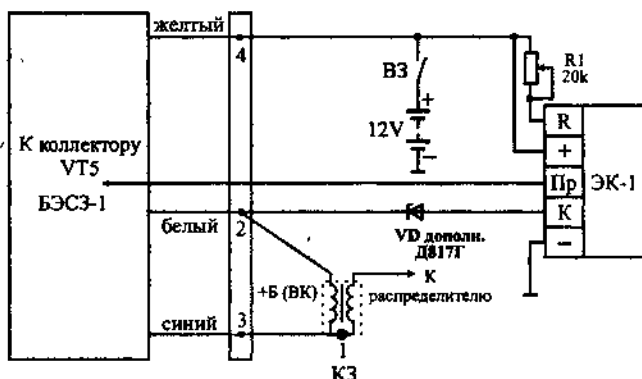 желтый
4
ВЗ
+
12V
−
R1
20k
R
+
Пр
К
−
ЭК-1
К коллектору
VT5
БЭСЗ-1
белый
2
VD дополн.
Д817Г
+Б (ВК)
К
распределителю
синий
3
1
КЗ